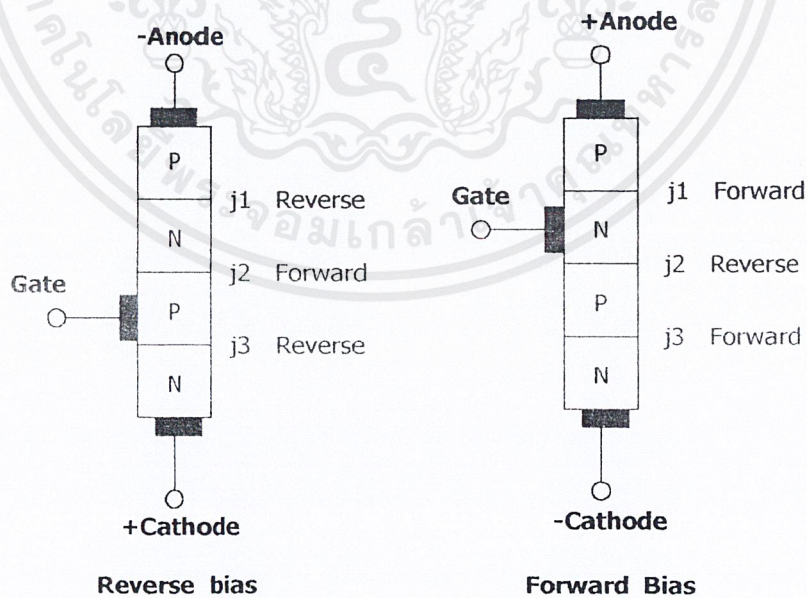 -Anode
P
j1 Reverse
N
j2 Forward
Gate
P
j3 Reverse
N
+Cathode
Reverse bias
+Anode
P
j1 Forward
Gate
N
j2 Reverse
P
j3 Forward
N
-Cathode
Forward Bias